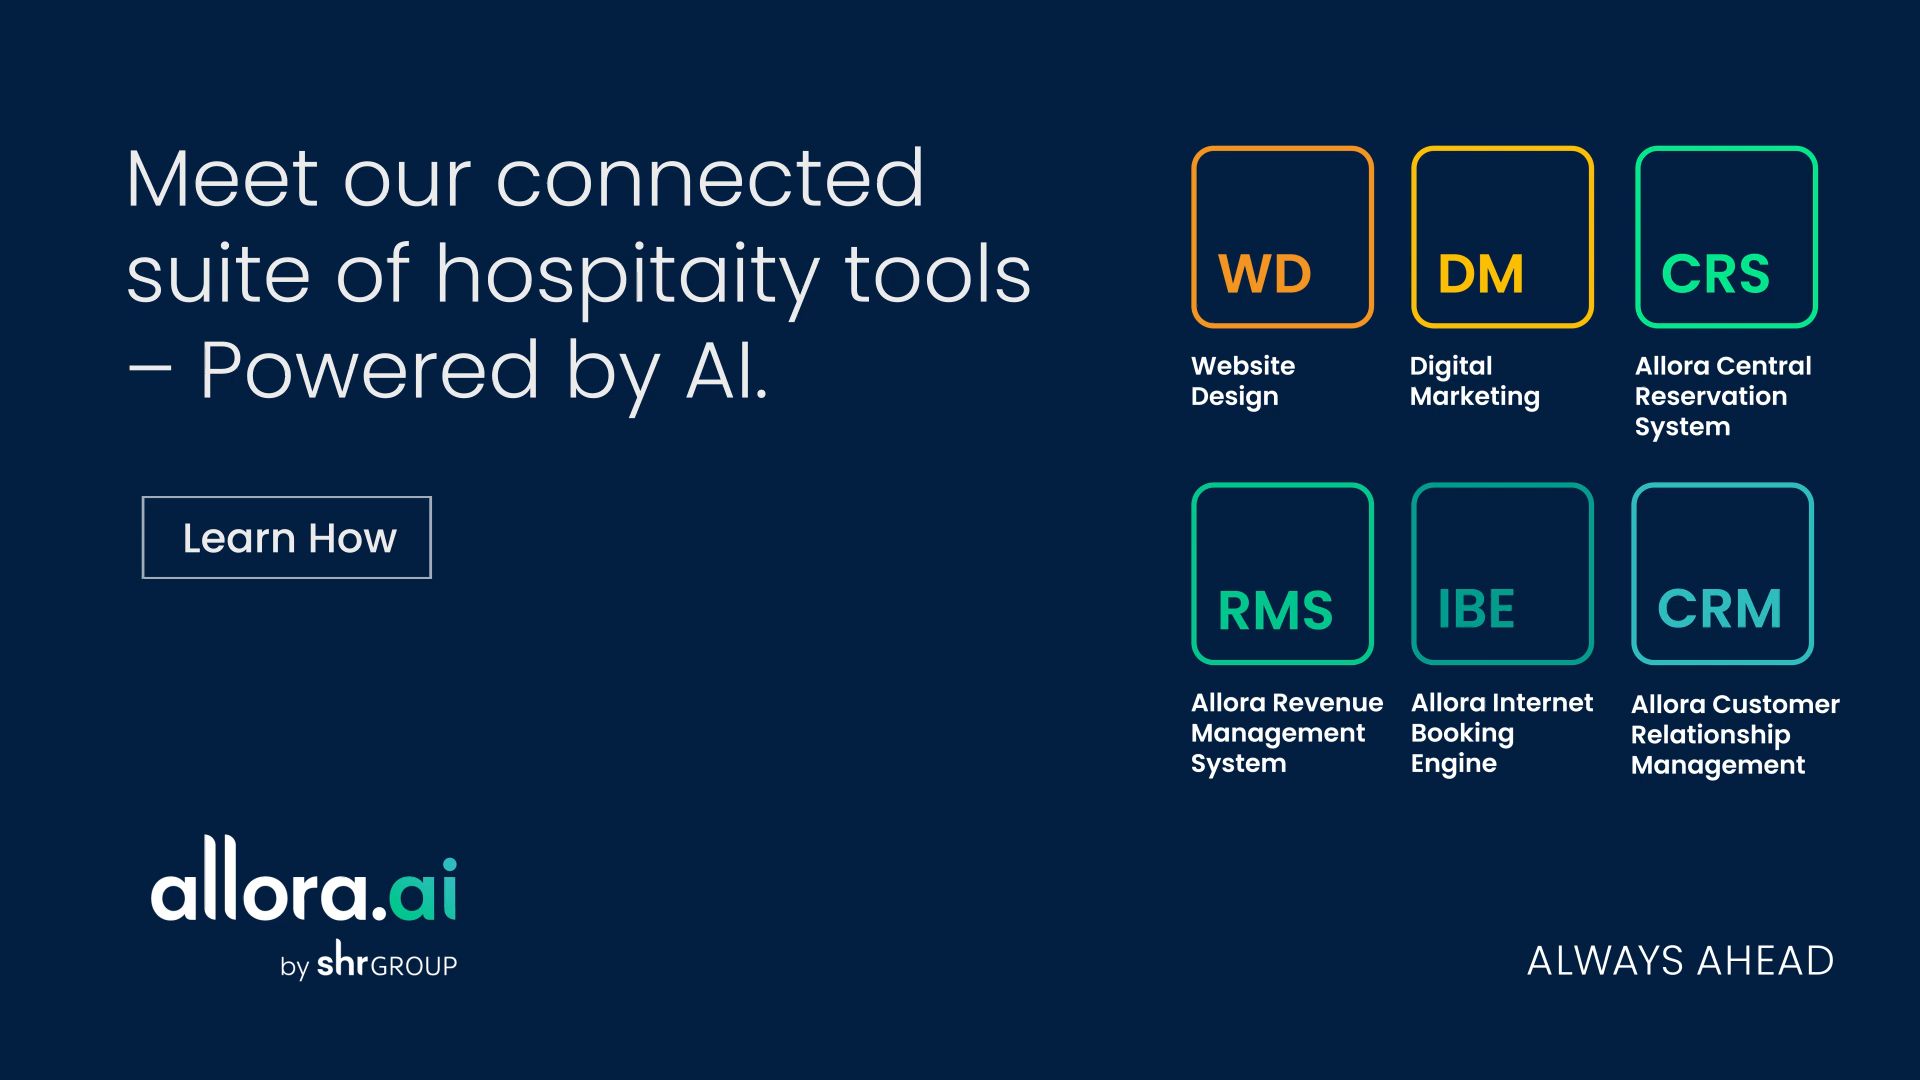 Meet our connected
suite of hospitaity tools
– Powered by AI.
Learn How
WD
Website
Design
DM
Digital
Marketing
CRS
Allora Central
Reservation
System
RMS
Allora Revenue
Management
System
IBE
Allora Internet
Booking
Engine
CRM
Allora Customer
Relationship
Management
allora.ai
by shrGROUP
ALWAYS AHEAD